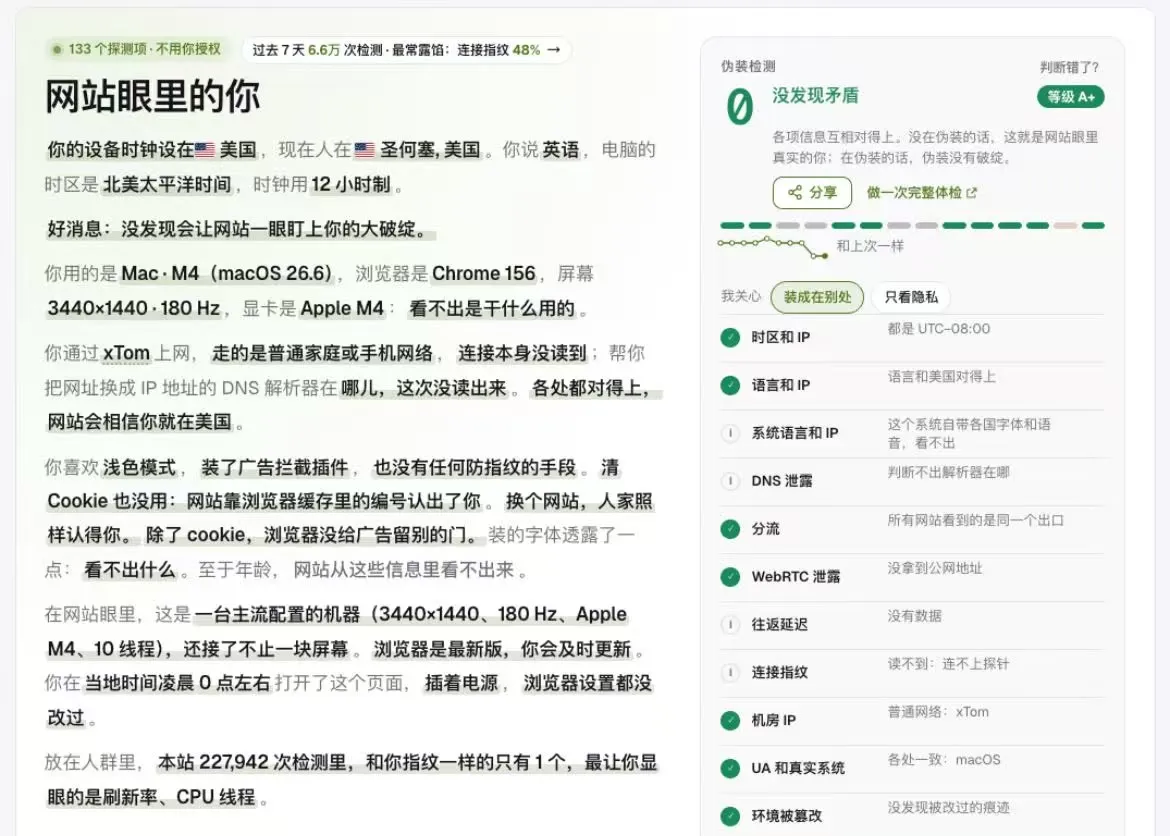 133 个探测项 · 不用你授权
过去 7 天 6.6万 次检测 · 最常露馅：连接指纹 48% →
网站眼里的你
你的设备时钟设在🇺🇸 美国，现在人在🇺🇸 圣何塞, 美国。你说英语，电脑的
时区是北美太平洋时间，时钟用12 小时制。
好消息：没发现会让网站一眼盯上你的大破绽。
你用的是 Mac · M4（macOS 26.6），浏览器是 Chrome 156，屏幕
3440×1440 · 180 Hz，显卡是 Apple M4：看不出是干什么用的。
你通过 xTom 上网，走的是普通家庭或手机网络，连接本身没读到；帮你
把网址换成 IP 地址的 DNS 解析器在哪儿，这次没读出来。各处都对得上，
网站会相信你就在美国。
你喜欢浅色模式，装了广告拦截插件，也没有任何防指纹的手段。清
Cookie 也没用：网站靠浏览器缓存里的编号认出了你。换个网站，人家照
样认得你。除了 cookie，浏览器没给广告留别的门。装的字体透露了一
点：看不出什么。至于年龄，网站从这些信息里看不出来。
在网站眼里，这是一台主流配置的机器（3440×1440、180 Hz、Apple
M4、10 线程），还接了不止一块屏幕。浏览器是最新版，你会及时更新。
你在当地时间凌晨 0 点左右打开了这个页面，插着电源，浏览器设置都没
改过。
放在人群里，本站 227,942 次检测里，和你指纹一样的只有 1 个，最让你显
眼的是刷新率、CPU 线程。
伪装检测
判断错了?
0
没发现矛盾
等级 A+
各项信息互相对得上。没在伪装的话，这就是网站眼里
真实的你；在伪装的话，伪装没有破绽。
分享
做一次完整体检
和上次一样
我关心
装成在别处
只看隐私
时区和 IP
都是 UTC−08:00
语言和 IP
语言和美国对得上
系统语言和 IP
这个系统自带各国字体和语
音，看不出
DNS 泄露
判断不出解析器在哪
分流
所有网站看到的是同一个出口
WebRTC 泄露
没拿到公网地址
往返延迟
没有数据
连接指纹
读不到：连不上探针
机房 IP
普通网络：xTom
UA 和真实系统
各处一致：macOS
环境被篡改
没发现被改过的痕迹